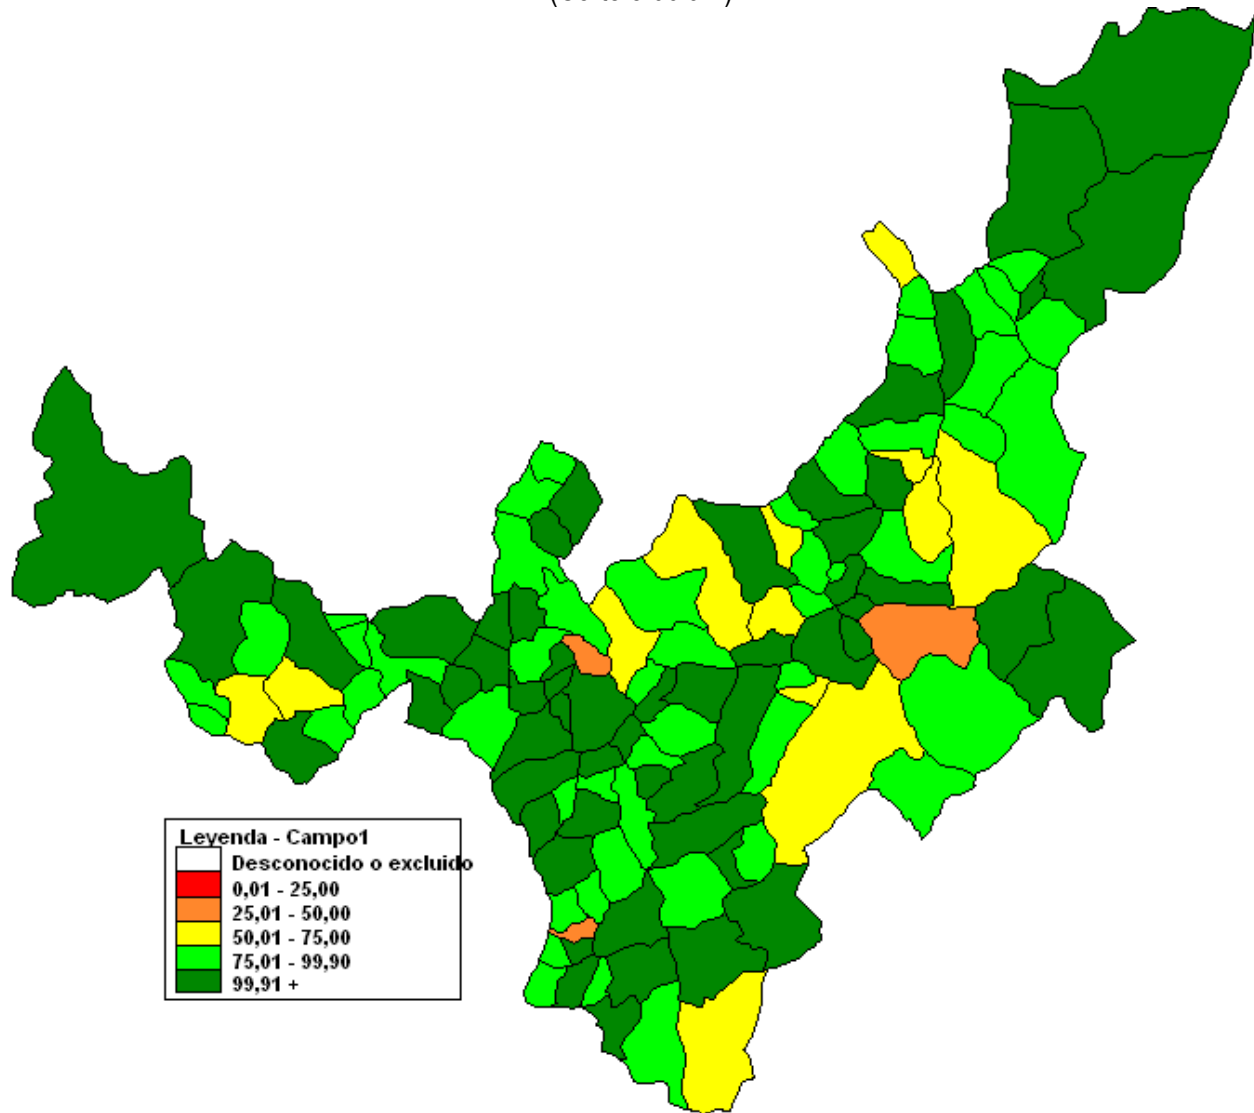 Leyenda - Campo1
Desconocido o excluido
0,01 - 25,00
25,01 - 50,00
50,01 - 75,00
75,01 - 99,90
99,91 +